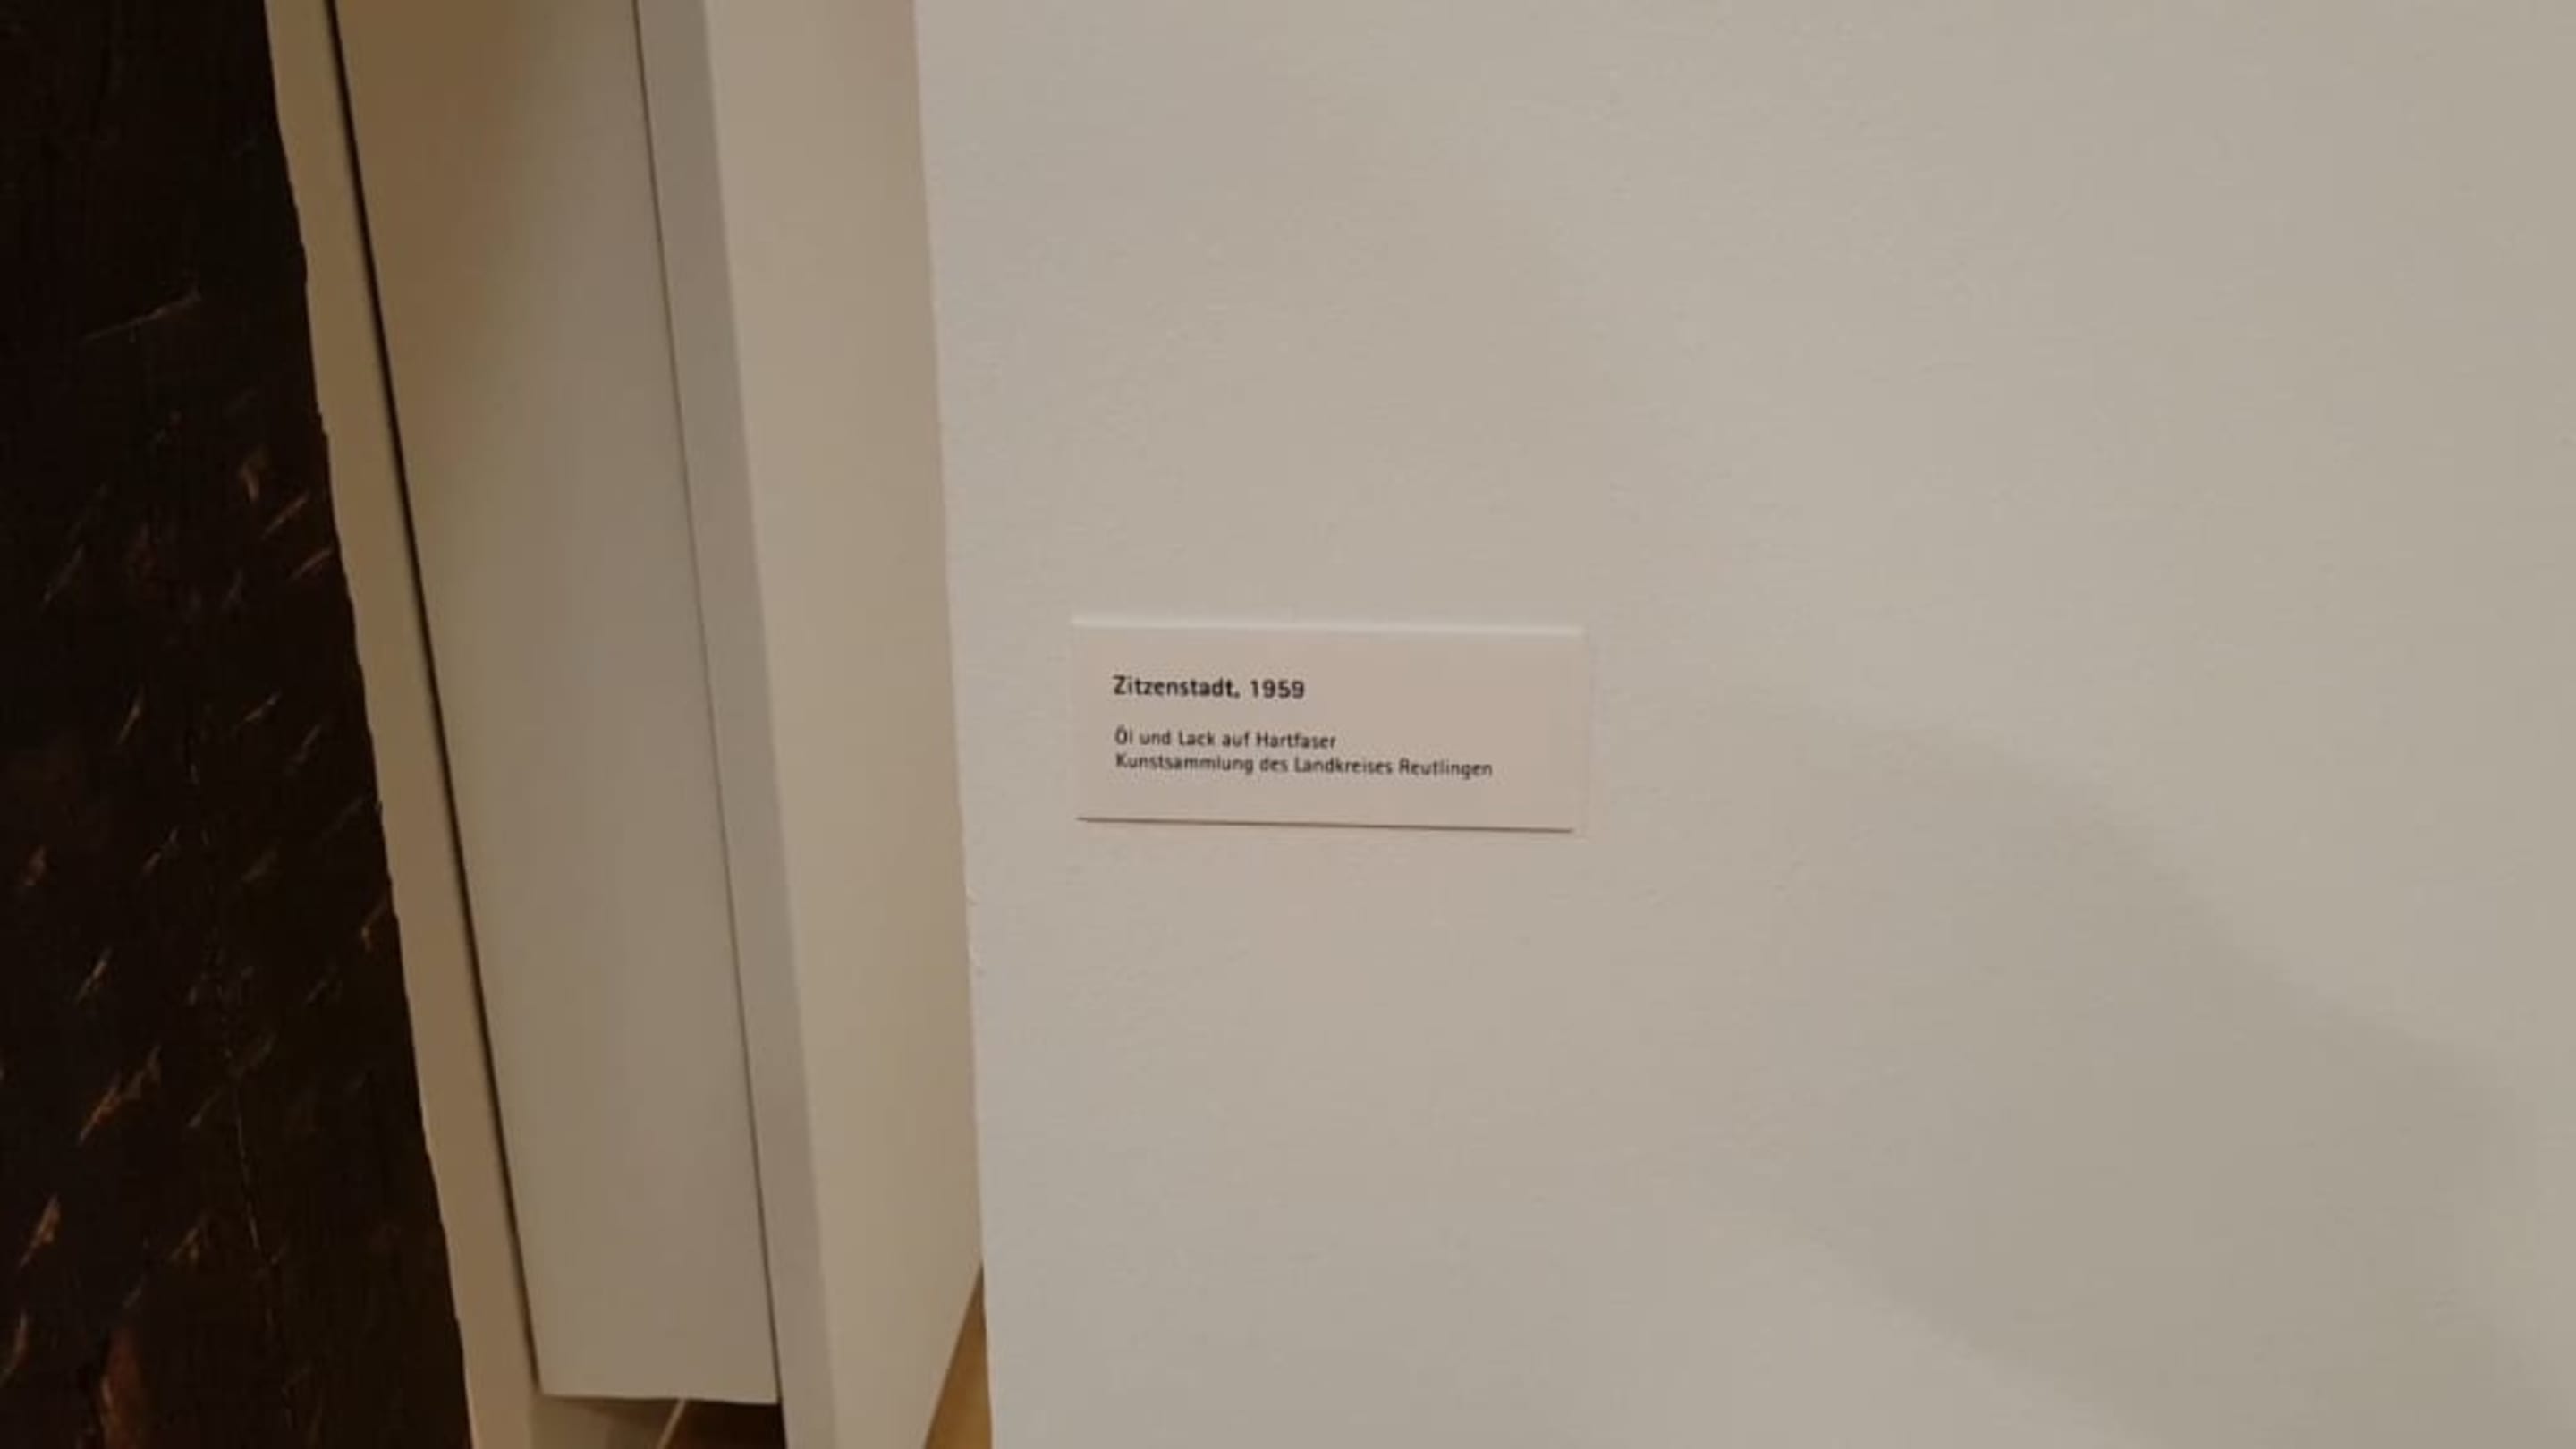 Zitzenstadt, 1959
Öl und Lack auf Hartfaser
Kunstsammlung des Landkreises Reutlingen